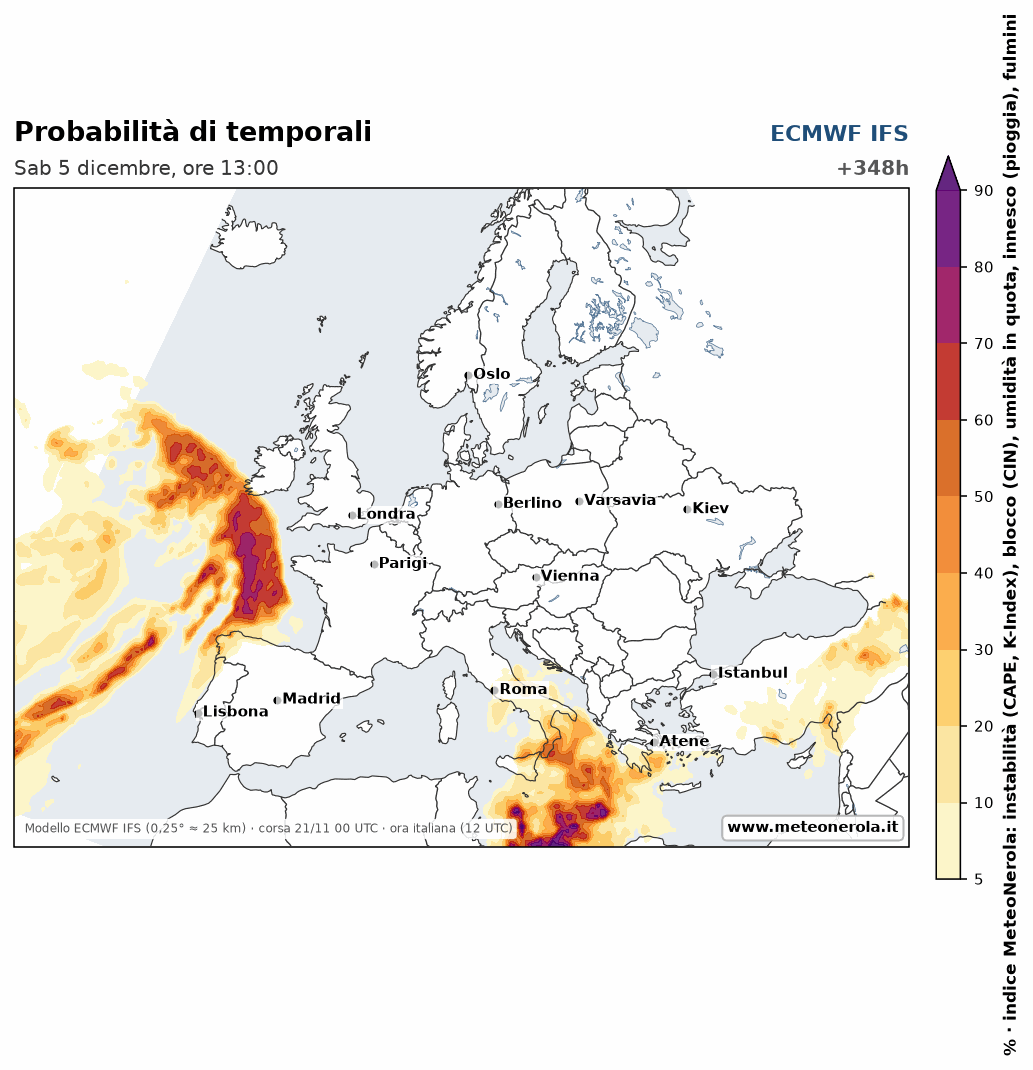 Probabilità di temporali
ECMWF IFS
Sab 5 dicembre, ore 13:00
+348h
Oslo
Londra
Berlino
Varsavia
Kiev
Parigi
Vienna
Istanbul
Roma
Madrid
Lisbona
Atene
Modello ECMWF IFS (0,25° ≈ 25 km) · corsa 21/11 00 UTC · ora italiana (12 UTC)
www.meteonerola.it
90
80
70
60
50
40
30
20
10
5
% · indice MeteoNerola: instabilità (CAPE, K-Index), blocco (CIN), umidità in quota, innesco (pioggia), fulmini